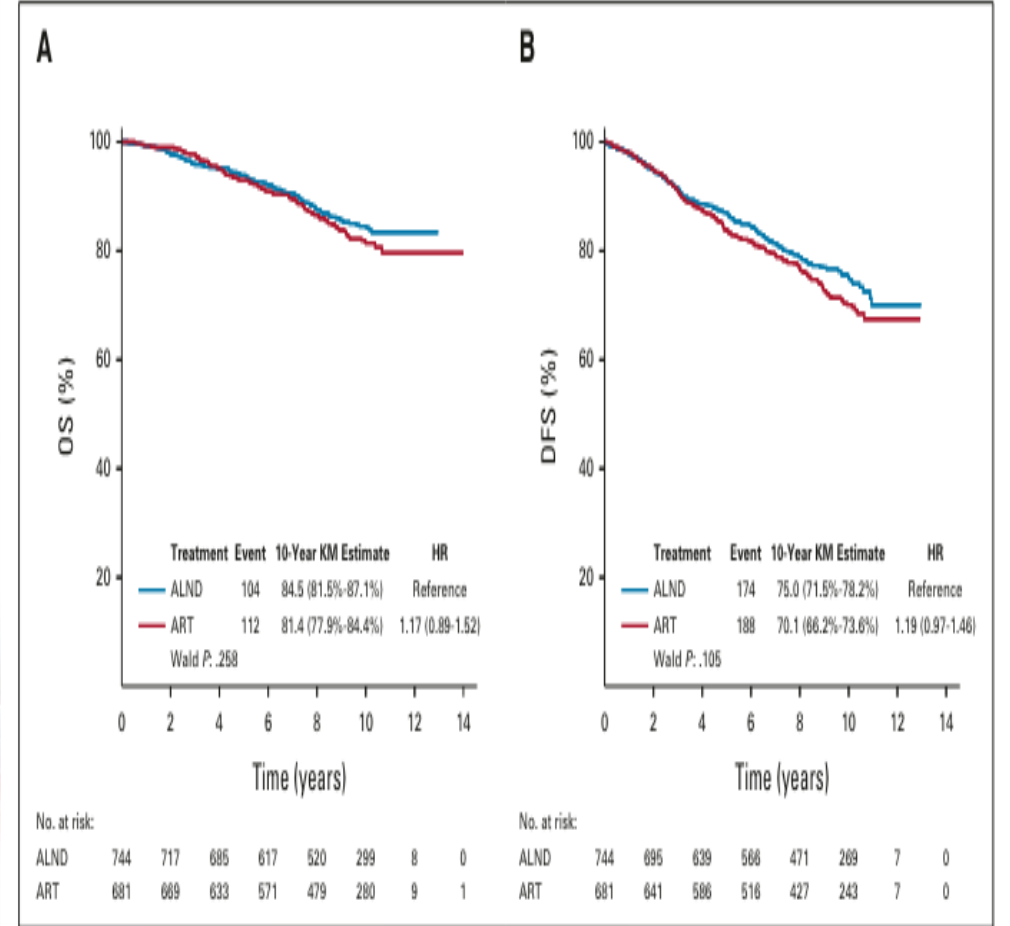 A
100
80
60
40
20
OS (%)
Treatment Event 10-Year KM Estimate HR
ALND 104 84.5 (81.5%-87.1%) Reference
ART 112 81.4 (77.9%-84.4%) 1.17 (0.89-1.52)
Wald P: .258
0 2 4 6 8 10 12 14
Time (years)
No. at risk:
ALND 744 717 685 617 520 299 8 0
ART 681 669 633 571 479 280 9 1
B
100
80
60
40
20
DFS (%)
Treatment Event 10-Year KM Estimate HR
ALND 174 75.0 (71.5%-78.2%) Reference
ART 188 70.1 (66.2%-73.6%) 1.19 (0.97-1.46)
Wald P: .105
0 2 4 6 8 10 12 14
Time (years)
No. at risk:
ALND 744 695 639 566 471 269 7 0
ART 681 641 586 516 427 243 7 0